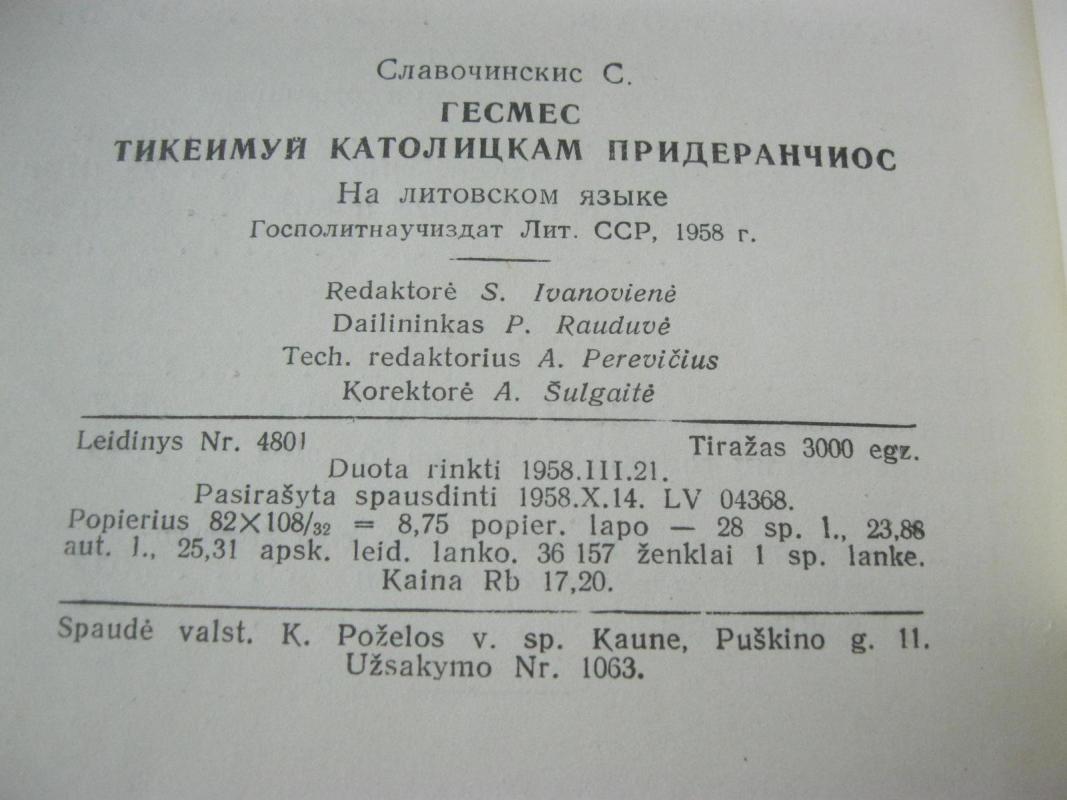 Славочинскис С.
ГЕСМЕС
ТИКЕИМУЙ КАТОЛИЦКАМ ПРИДЕРАНЧИОС
На литовском языке
Госполитнаучиздат Лит. ССР, 1958 г.
Redaktorė S. Ivanovienė
Dailininkas P. Rauduvė
Tech. redaktorius A. Perevičius
Korektorė A. Šulgaitė
Leidinys Nr. 4801 Tiražas 3000 egz.
Duota rinkti 1958.III.21.
Pasirašyta spausdinti 1958.X.14. LV 04368.
Popierius 82×108/32 = 8,75 popier. lapo — 28 sp. l., 23,88
aut. l., 25,31 apsk. leid. lanko. 36 157 ženklai 1 sp. lanke.
Kaina Rb 17,20.
Spaudė valst. K. Poželos v. sp. Kaune, Puškino g. 11.
Užsakymo Nr. 1063.